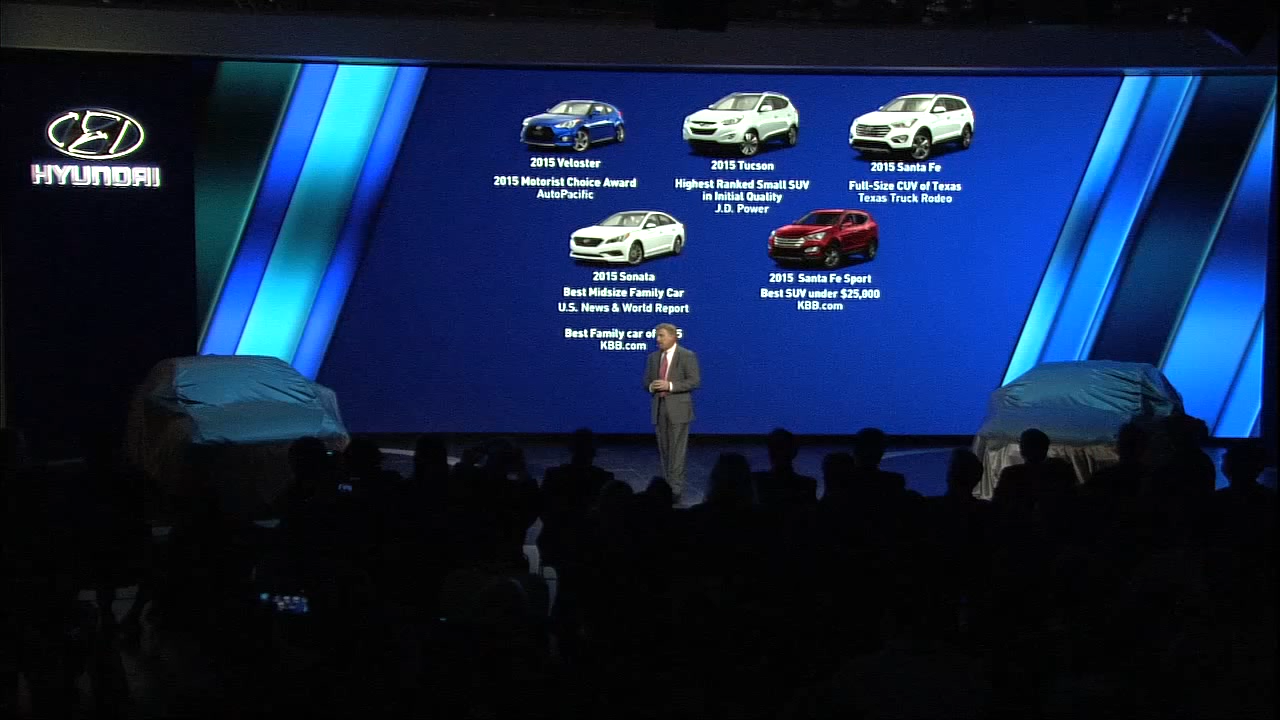 HYUNDAI
2015 Veloster
2015 Motorist Choice Award
AutoPacific
2015 Tucson
Highest Ranked Small SUV
in Initial Quality
J.D. Power
2015 Santa Fe
Full-Size CUV of Texas
Texas Truck Rodeo
2015 Sonata
Best Midsize Family Car
U.S. News & World Report
Best Family car of
KBB.com
2015 Santa Fe Sport
Best SUV under $25,000
KBB.com